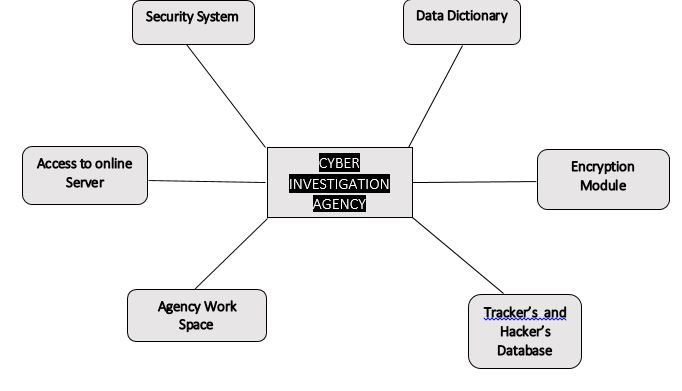 Security System
Data Dictionary
Access to online
Server
CYBER
INVESTIGATION
AGENCY
Encryption
Module
Agency Work
Space
Tracker's and
Hacker's
Database